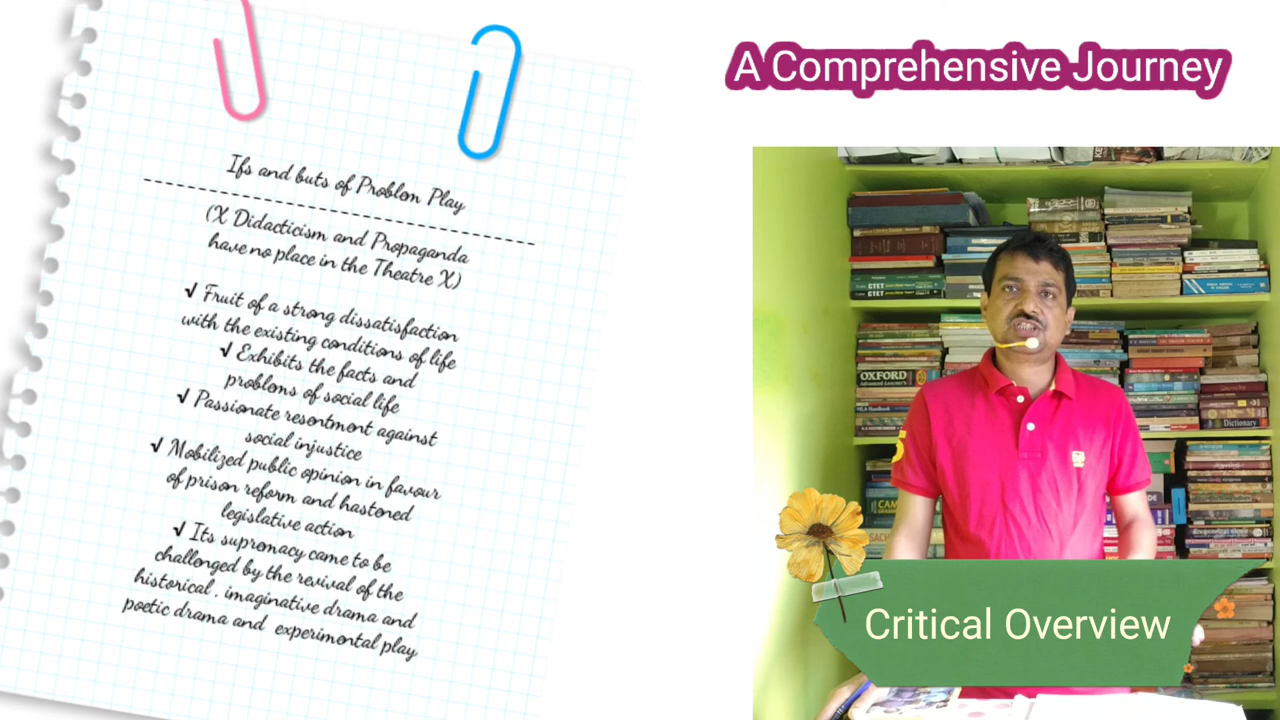 A Comprehensive Journey
Ifs and buts of Problem Play
(X Didacticism and Propaganda
have no place in the Theatre X)
√ Fruit of a strong dissatisfaction
with the existing conditions of life
√ Exhibits the facts and
problems of social life
√ Passionate resentment against
social injustice
√ Mobilized public opinion in favour
of prison reform and hastened
legislative action
√ Its supremacy came to be
challenged by the revival of the
historical , imaginative drama and
poetic drama and experimental play
CTET
CTET
OXFORD
Advanced Learner's
Dictionary
Critical Overview